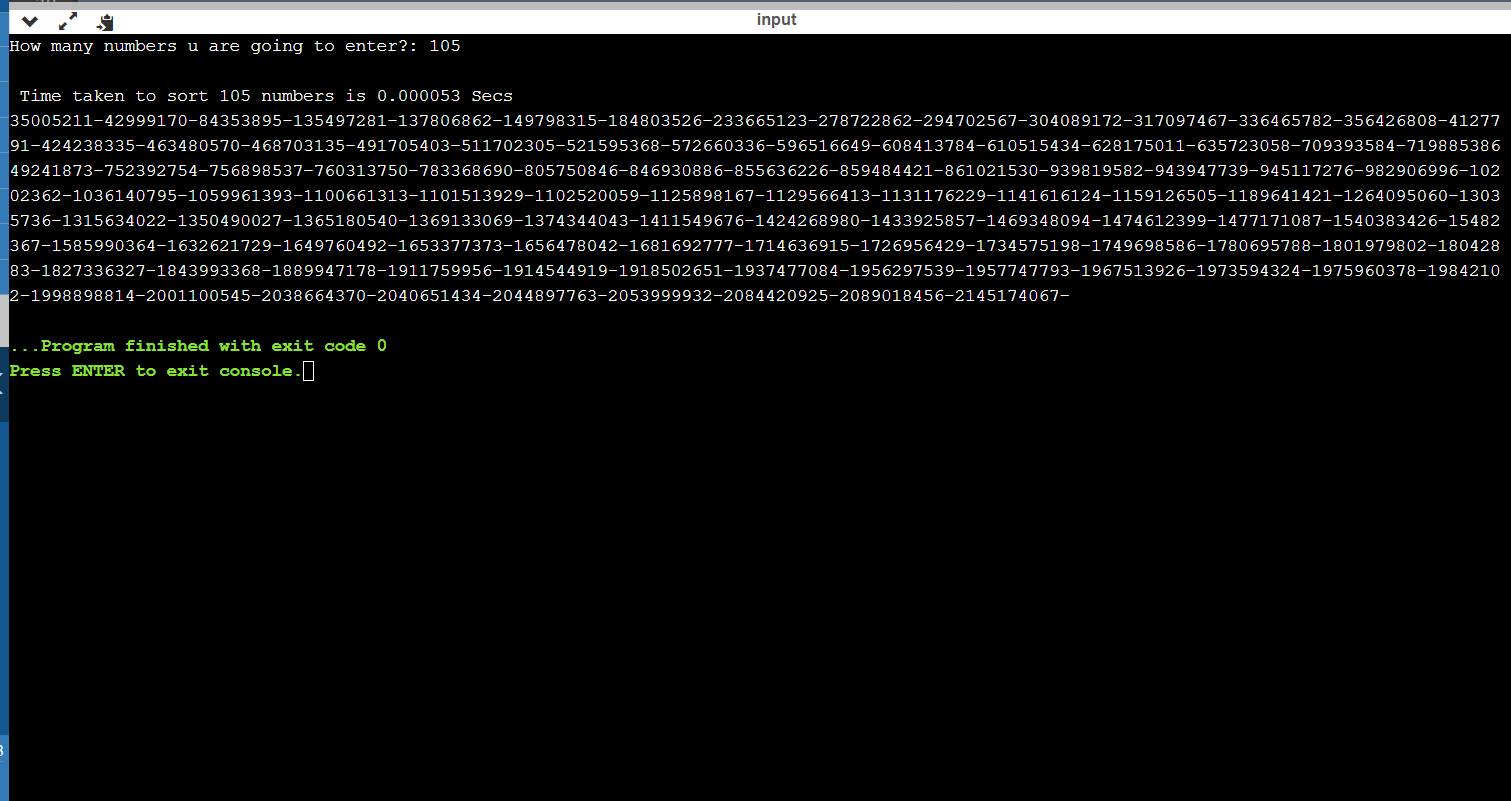 input
How many numbers u are going to enter?: 105
Time taken to sort 105 numbers is 0.000053 Secs
35005211-42999170-84353895-135497281-137806862-149798315-184803526-233665123-278722862-294702567-304089172-317097467-336465782-356426808-41277
91-424238335-463480570-468703135-491705403-511702305-521595368-572660336-596516649-608413784-610515434-628175011-635723058-709393584-719885386
49241873-752392754-756898537-760313750-783368690-805750846-846930886-855636226-859484421-861021530-939819582-943947739-945117276-982906996-102
02362-1036140795-1059961393-1100661313-1101513929-1102520059-1125898167-1129566413-1131176229-1141616124-1159126505-1189641421-1264095060-1303
5736-1315634022-1350490027-1365180540-1369133069-1374344043-1411549676-1424268980-1433925857-1469348094-1474612399-1477171087-1540383426-15482
367-1585990364-1632621729-1649760492-1653377373-1656478042-1681692777-1714636915-1726956429-1734575198-1749698586-1780695788-1801979802-180428
83-1827336327-1843993368-1889947178-1911759956-1914544919-1918502651-1937477084-1956297539-1957747793-1967513926-1973594324-1975960378-1984210
2-1998898814-2001100545-2038664370-2040651434-2044897763-2053999932-2084420925-2089018456-2145174067-
...Program finished with exit code 0
Press ENTER to exit console.